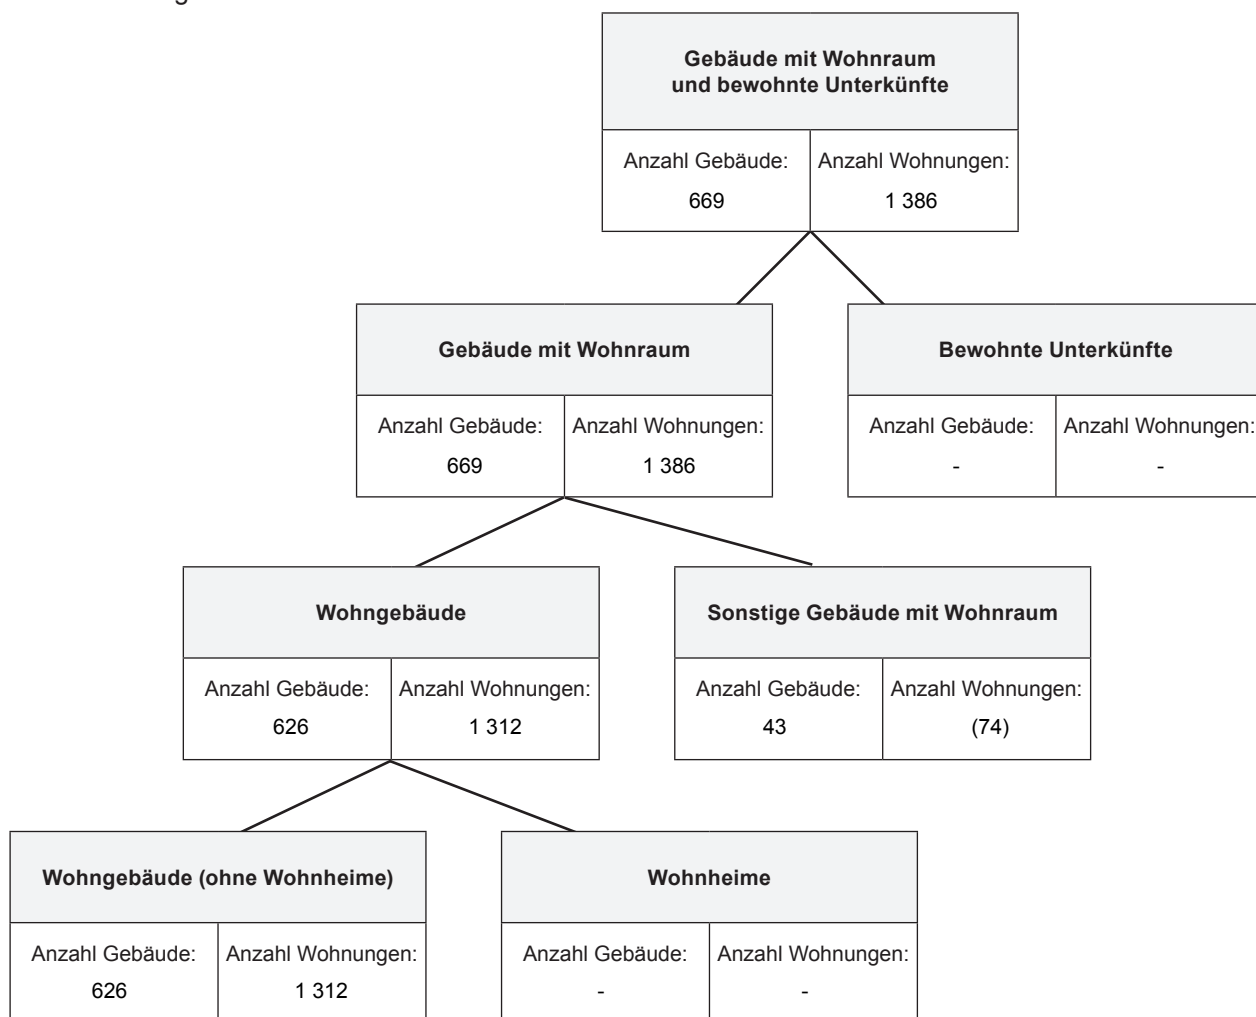 Gebäude mit Wohnraum
und bewohnte Unterkünfte
Anzahl Gebäude: Anzahl Wohnungen:
669 1 386
Gebäude mit Wohnraum
Anzahl Gebäude: Anzahl Wohnungen:
669 1 386
Bewohnte Unterkünfte
Anzahl Gebäude: Anzahl Wohnungen:
- -
Wohngebäude
Anzahl Gebäude: Anzahl Wohnungen:
626 1 312
Sonstige Gebäude mit Wohnraum
Anzahl Gebäude: Anzahl Wohnungen:
43 (74)
Wohngebäude (ohne Wohnheime)
Anzahl Gebäude: Anzahl Wohnungen:
626 1 312
Wohnheime
Anzahl Gebäude: Anzahl Wohnungen:
- -